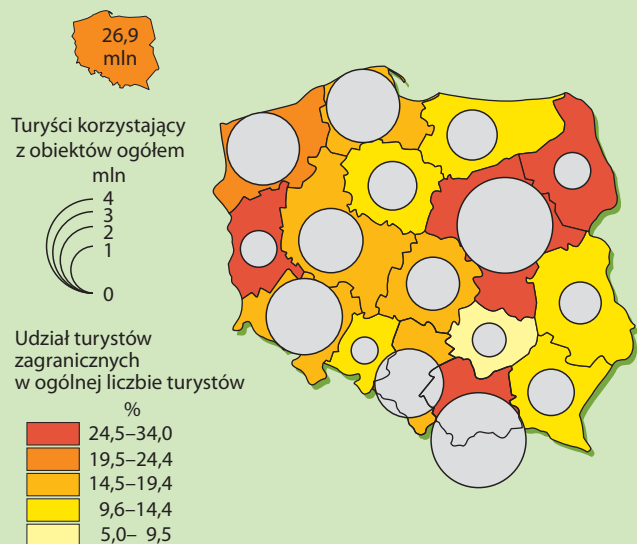 26,9
mln
Turyści korzystający
z obiektów ogółem
mln
4
3
2
1
0
Udział turystów
zagranicznych
w ogólnej liczbie turystów
%
24,5–34,0
19,5–24,4
14,5–19,4
9,6–14,4
5,0– 9,5